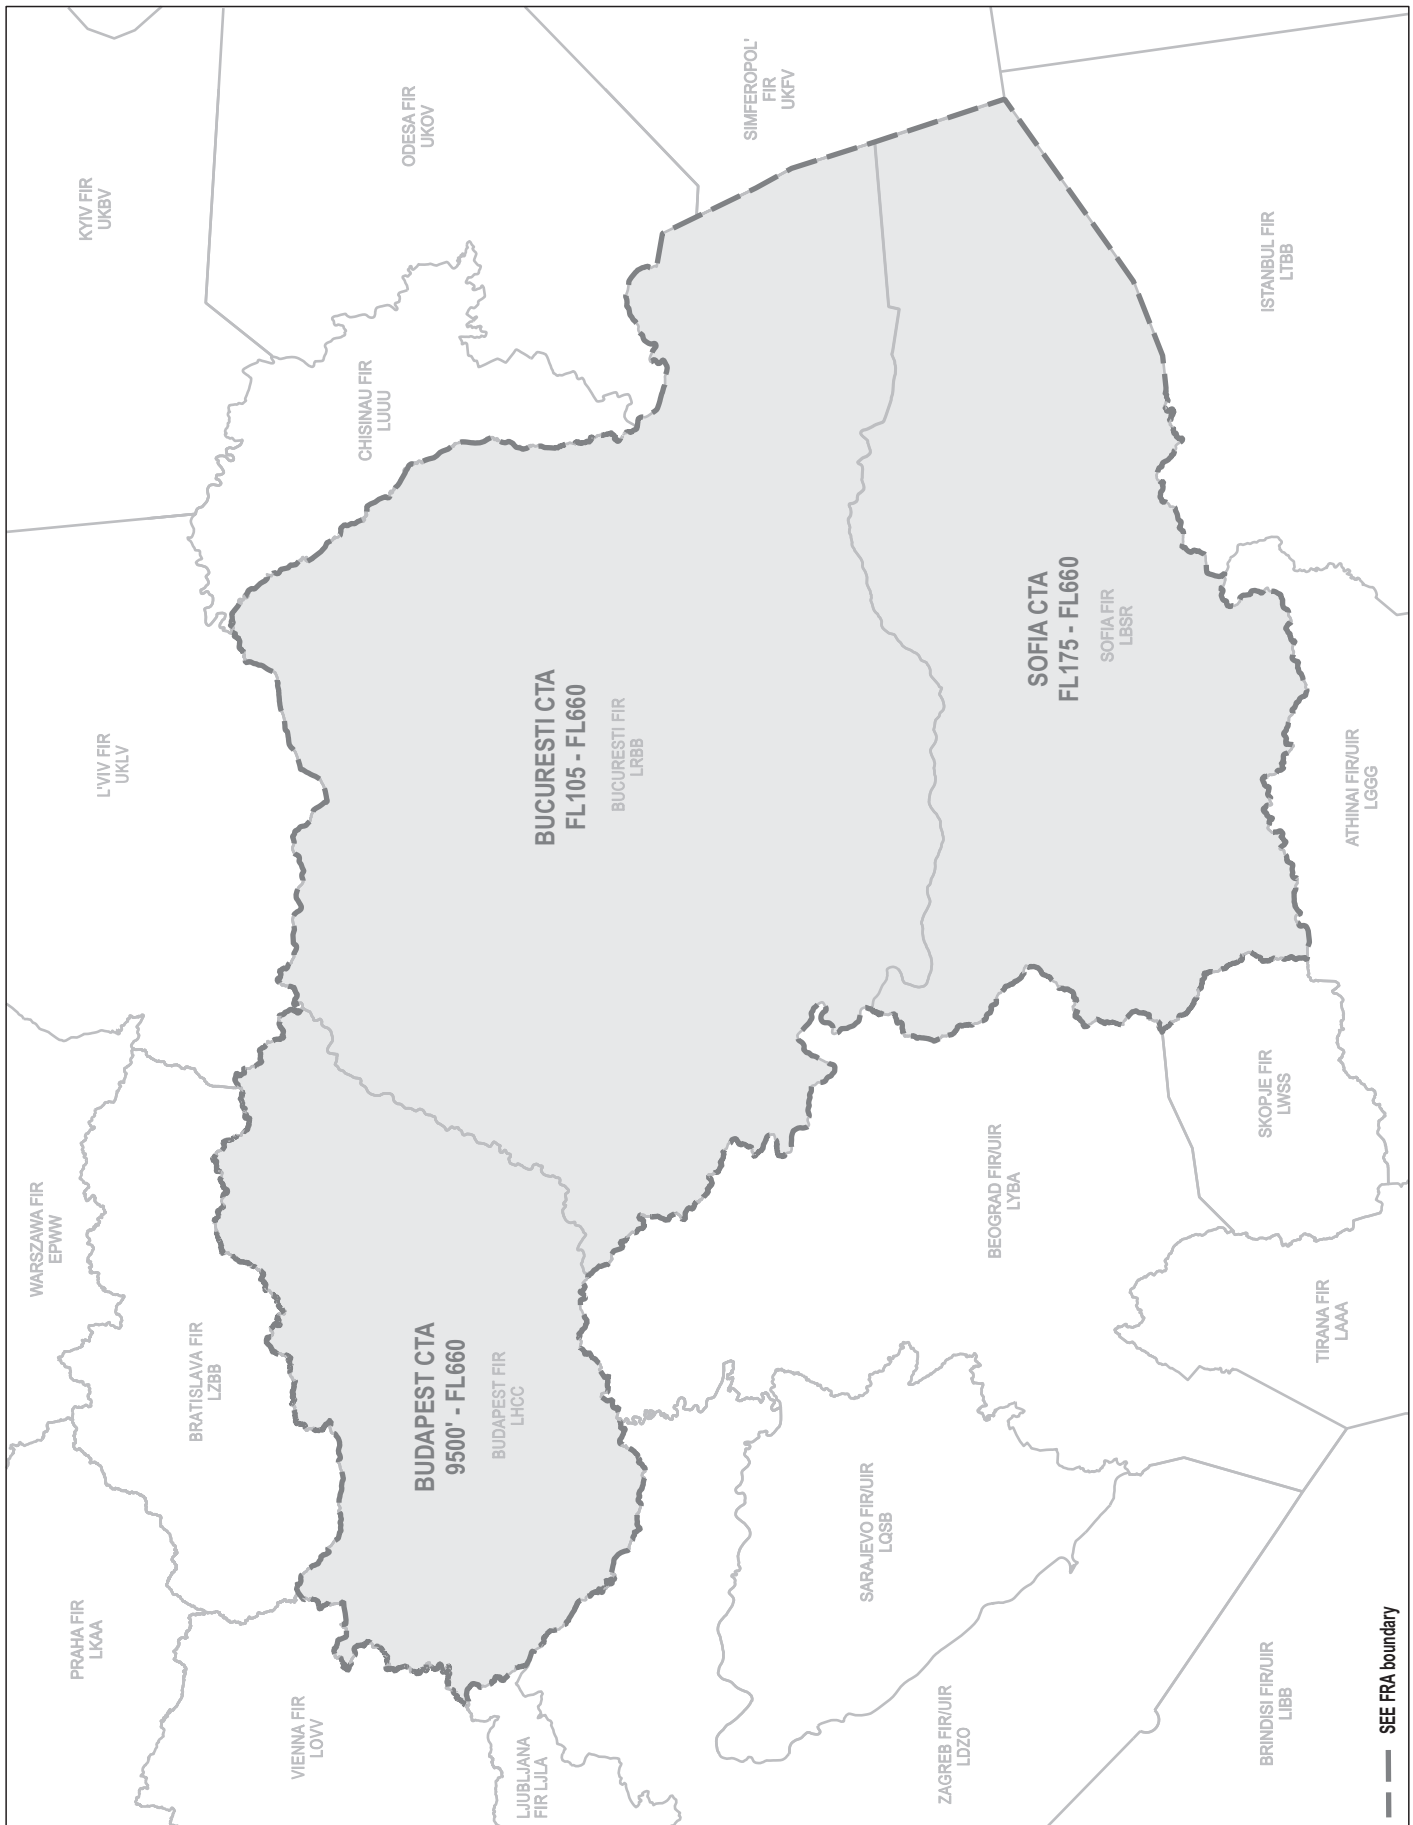 WARSZAWA FIR
EPWW
KYIV FIR
UKBV
PRAHA FIR
LKAA
L'VIV FIR
UKLV
BRATISLAVA FIR
LZBB
VIENNA FIR
LOVV
CHISINAU FIR
LUUU
ODESA FIR
UKOV
BUDAPEST CTA
9500' - FL660
BUDAPEST FIR
LHCC
LJUBLJANA
FIR LJLA
BUCURESTI CTA
FL105 - FL660
BUCURESTI FIR
LRBB
SIMFEROPOL'
FIR
UKFV
SARAJEVO FIR/UIR
LQSB
ZAGREB FIR/UIR
LDZO
BEOGRAD FIR/UIR
LYBA
SOFIA CTA
FL175 - FL660
SOFIA FIR
LBSR
SKOPJE FIR
LWSS
ISTANBUL FIR
LTBB
BRINDISI FIR/UIR
LIBB
TIRANA FIR
LAAA
ATHINAI FIR/UIR
LGGG
SEE FRA boundary